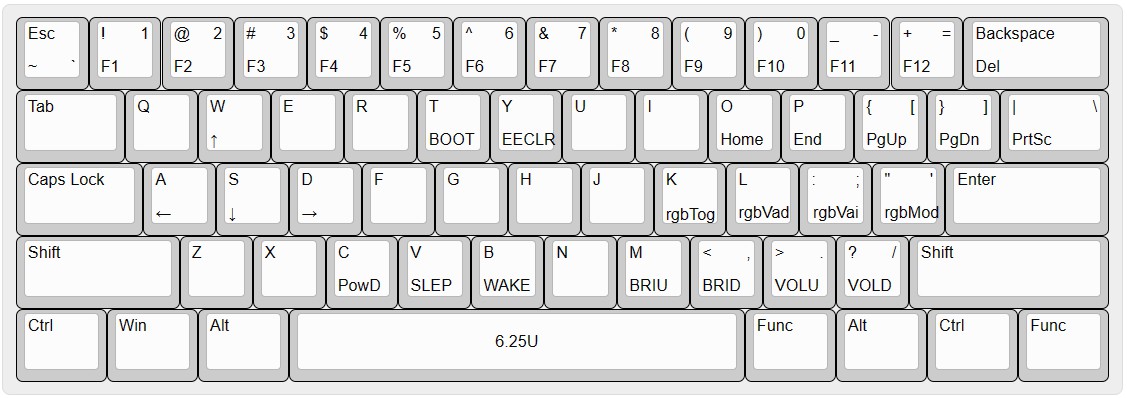 Esc ! 1 @ 2 # 3 $ 4 % 5 ^ 6 & 7 * 8 ( 9 ) 0 _ - + = Backspace
~ ` F1 F2 F3 F4 F5 F6 F7 F8 F9 F10 F11 F12 Del
Tab Q W E R T Y U I O P { [ } ] | \
↑ BOOT EECLR Home End PgUp PgDn PrtSc
Caps Lock A S D F G H J K L : ; " ' Enter
← ↓ → rgbTog rgbVad rgbVai rgbMod
Shift Z X C V B N M < , > . ? / Shift
PowD SLEP WAKE BRIU BRID VOLU VOLD
Ctrl Win Alt Func Alt Ctrl Func
6.25U